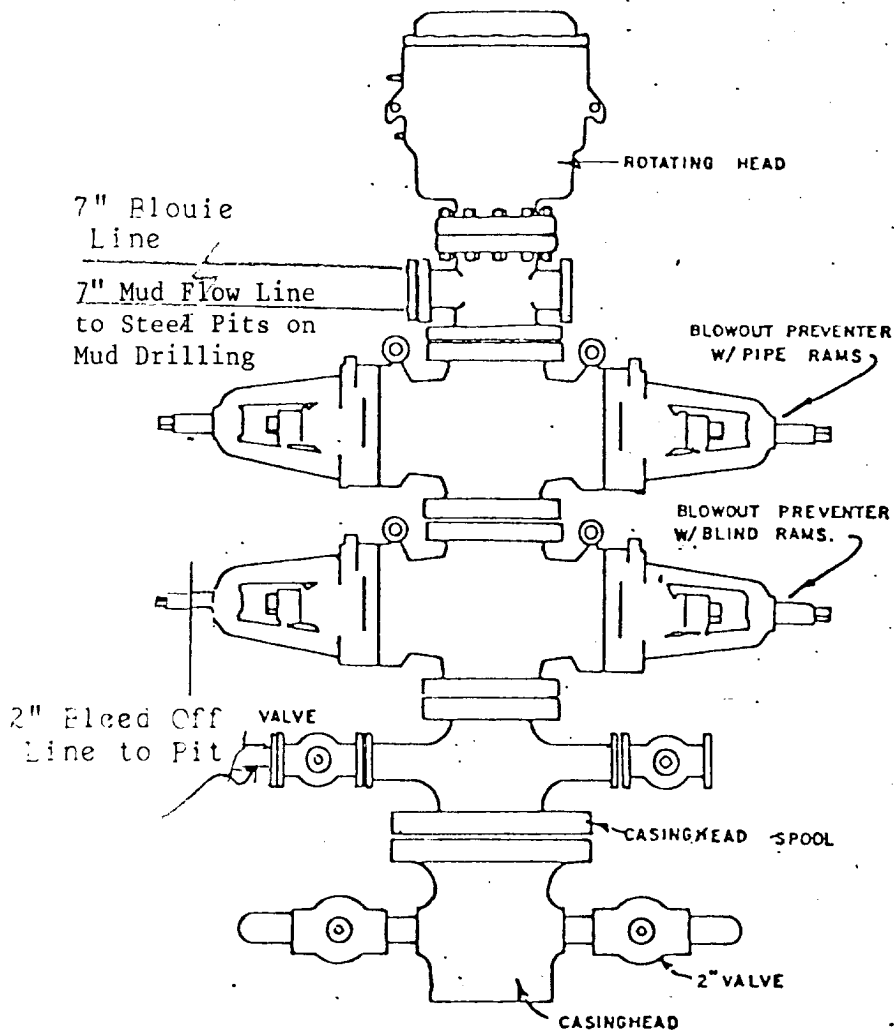 ROTATING HEAD
7" Blouie
Line
7" Mud Flow Line
to Steel Pits on
Mud Drilling
BLOWOUT PREVENTER
W/PIPE RAMS
BLOWOUT PREVENTER
W/BLIND RAMS.
2" Bleed Off
Line to Pit
VALVE
CASINGHEAD SPOOL
2" VALVE
CASINGHEAD